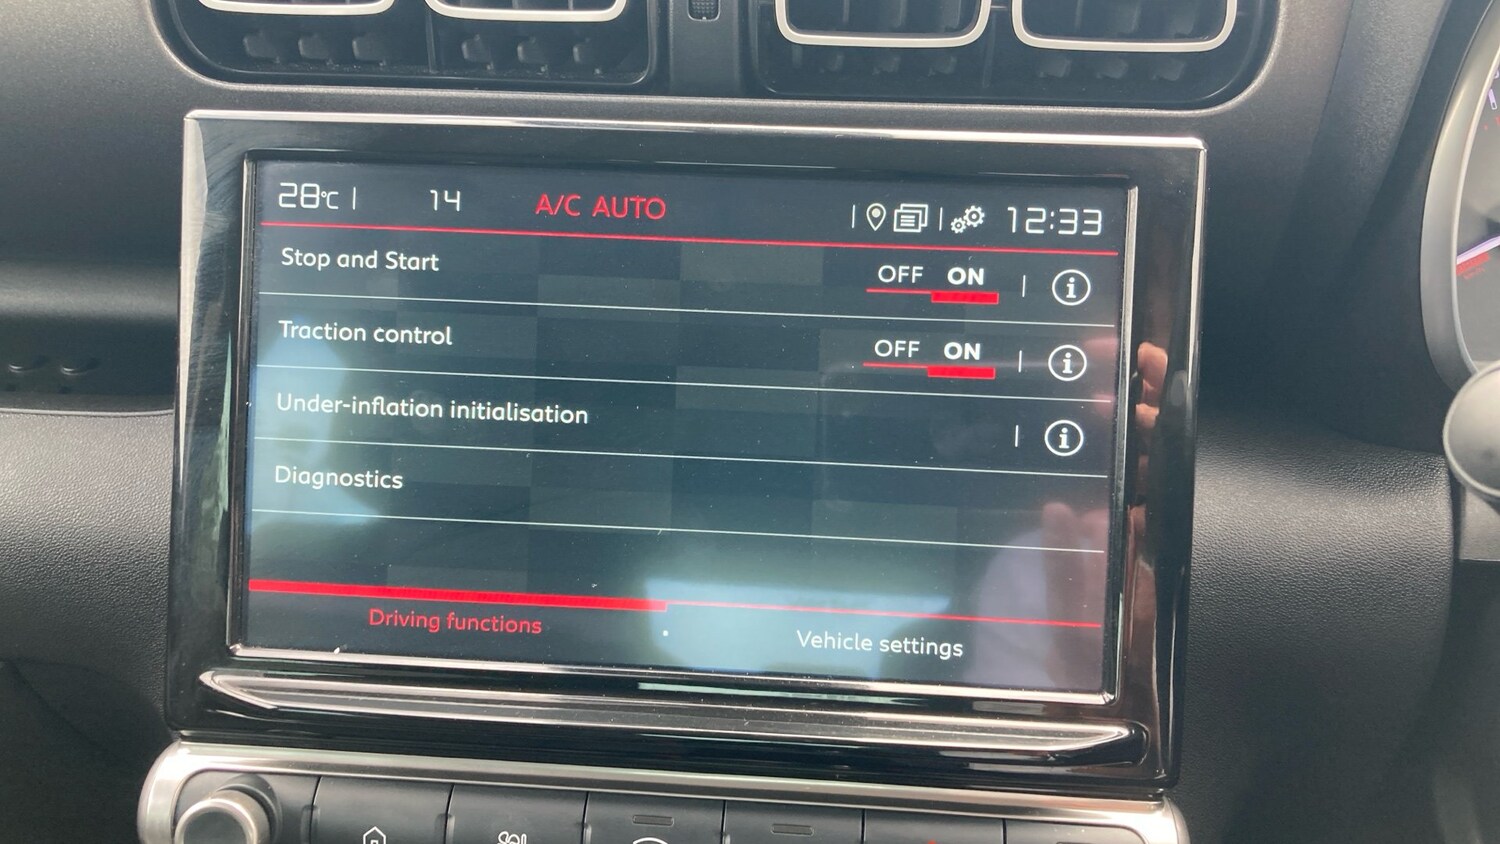 28°C | 14 A/C AUTO 12:33
Stop and Start OFF ON
Traction control OFF ON
Under-inflation initialisation
Diagnostics
Driving functions
Vehicle settings